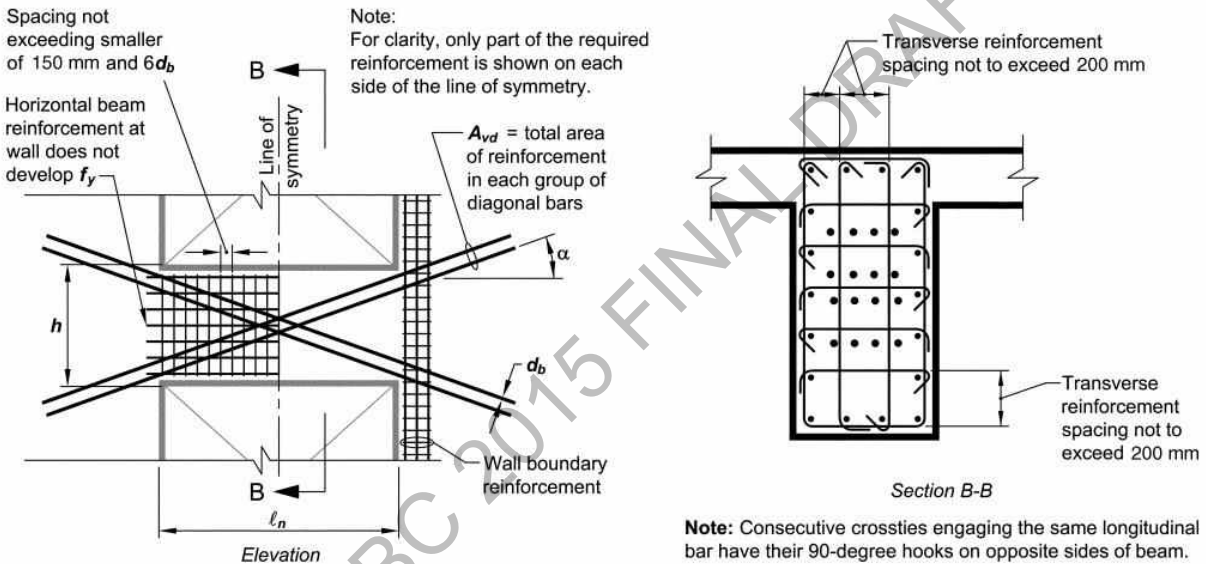 Spacing not
exceeding smaller
of 150 mm and 6db
Horizontal beam
reinforcement at
wall does not
develop fy
Note:
For clarity, only part of the required
reinforcement is shown on each
side of the line of symmetry.
B
Line of
symmetry
Avd = total area
of reinforcement
in each group of
diagonal bars
α
h
db
Wall boundary
reinforcement
B
ℓn
Elevation
Transverse reinforcement
spacing not to exceed 200 mm
Transverse
reinforcement
spacing not to
exceed 200 mm
Section B-B
Note: Consecutive crossties engaging the same longitudinal
bar have their 90-degree hooks on opposite sides of beam.
BC 2015 FINAL DRAF